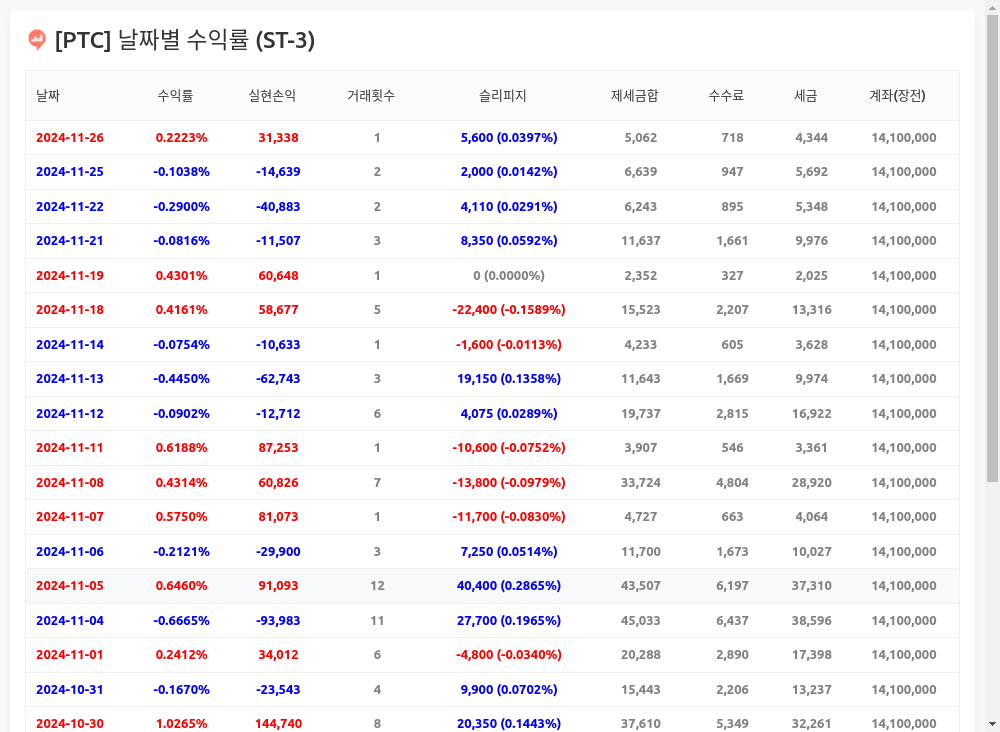 [PTC] 날짜별 수익률 (ST-3)
날짜 수익률 실현손익 거래횟수 슬리피지 제세금합 수수료 세금 계좌(장전)
2024-11-26 0.2223% 31,338 1 5,600 (0.0397%) 5,062 718 4,344 14,100,000
2024-11-25 -0.1038% -14,639 2 2,000 (0.0142%) 6,639 947 5,692 14,100,000
2024-11-22 -0.2900% -40,883 2 4,110 (0.0291%) 6,243 895 5,348 14,100,000
2024-11-21 -0.0816% -11,507 3 8,350 (0.0592%) 11,637 1,661 9,976 14,100,000
2024-11-19 0.4301% 60,648 1 0 (0.0000%) 2,352 327 2,025 14,100,000
2024-11-18 0.4161% 58,677 5 -22,400 (-0.1589%) 15,523 2,207 13,316 14,100,000
2024-11-14 -0.0754% -10,633 1 -1,600 (-0.0113%) 4,233 605 3,628 14,100,000
2024-11-13 -0.4450% -62,743 3 19,150 (0.1358%) 11,643 1,669 9,974 14,100,000
2024-11-12 -0.0902% -12,712 6 4,075 (0.0289%) 19,737 2,815 16,922 14,100,000
2024-11-11 0.6188% 87,253 1 -10,600 (-0.0752%) 3,907 546 3,361 14,100,000
2024-11-08 0.4314% 60,826 7 -13,800 (-0.0979%) 33,724 4,804 28,920 14,100,000
2024-11-07 0.5750% 81,073 1 -11,700 (-0.0830%) 4,727 663 4,064 14,100,000
2024-11-06 -0.2121% -29,900 3 7,250 (0.0514%) 11,700 1,673 10,027 14,100,000
2024-11-05 0.6460% 91,093 12 40,400 (0.2865%) 43,507 6,197 37,310 14,100,000
2024-11-04 -0.6665% -93,983 11 27,700 (0.1965%) 45,033 6,437 38,596 14,100,000
2024-11-01 0.2412% 34,012 6 -4,800 (-0.0340%) 20,288 2,890 17,398 14,100,000
2024-10-31 -0.1670% -23,543 4 9,900 (0.0702%) 15,443 2,206 13,237 14,100,000
2024-10-30 1.0265% 144,740 8 20,350 (0.1443%) 37,610 5,349 32,261 14,100,000